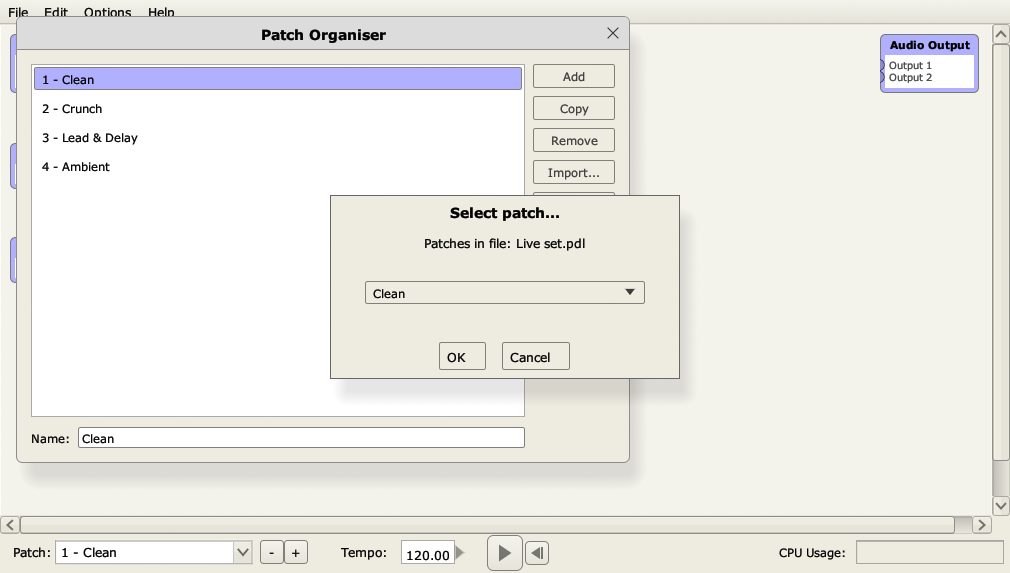 File Edit Options Help
Patch Organiser
1 - Clean
2 - Crunch
3 - Lead & Delay
4 - Ambient
Add
Copy
Remove
Import...
Select patch...
Patches in file: Live set.pdl
Clean
OK
Cancel
Name: Clean
Audio Output
Output 1
Output 2
Patch: 1 - Clean - + Tempo: 120.00 CPU Usage: